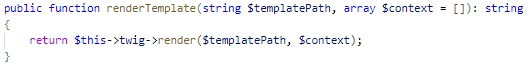 public function renderTemplate(string $templatePath, array $context = []): string
{
    return $this->twig->render($templatePath, $context);
}